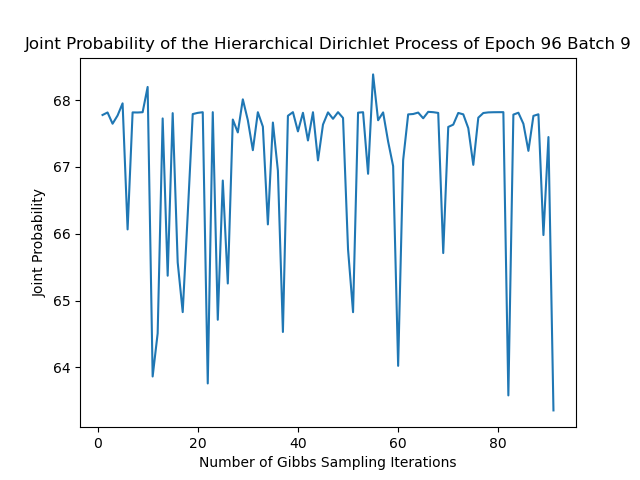 Joint Probability of the Hierarchical Dirichlet Process of Epoch 96 Batch 9
68
67
66
65
64
Joint Probability
0 20 40 60 80
Number of Gibbs Sampling Iterations